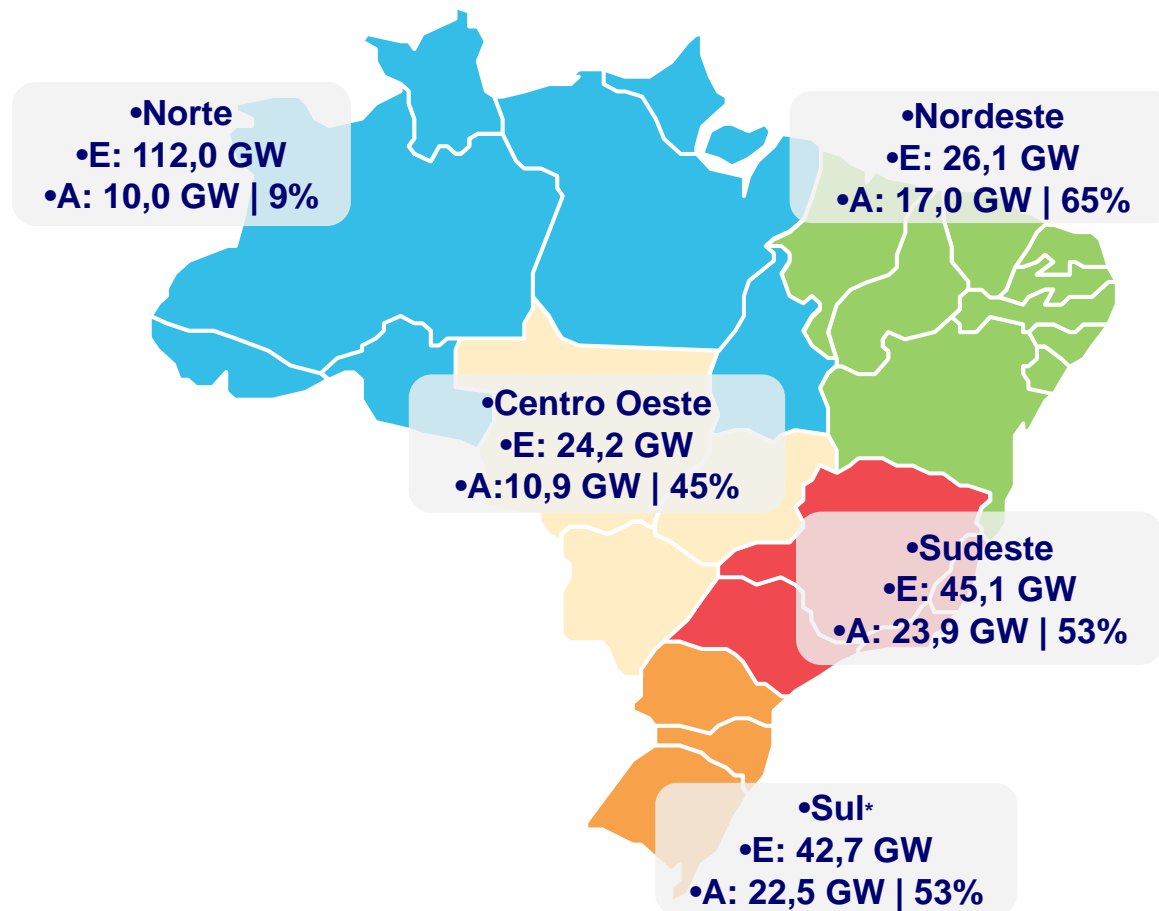 •Norte
•E: 112,0 GW
•A: 10,0 GW | 9%
•Nordeste
•E: 26,1 GW
•A: 17,0 GW | 65%
•Centro Oeste
•E: 24,2 GW
•A:10,9 GW | 45%
•Sudeste
•E: 45,1 GW
•A: 23,9 GW | 53%
•Sul*
•E: 42,7 GW
•A: 22,5 GW | 53%